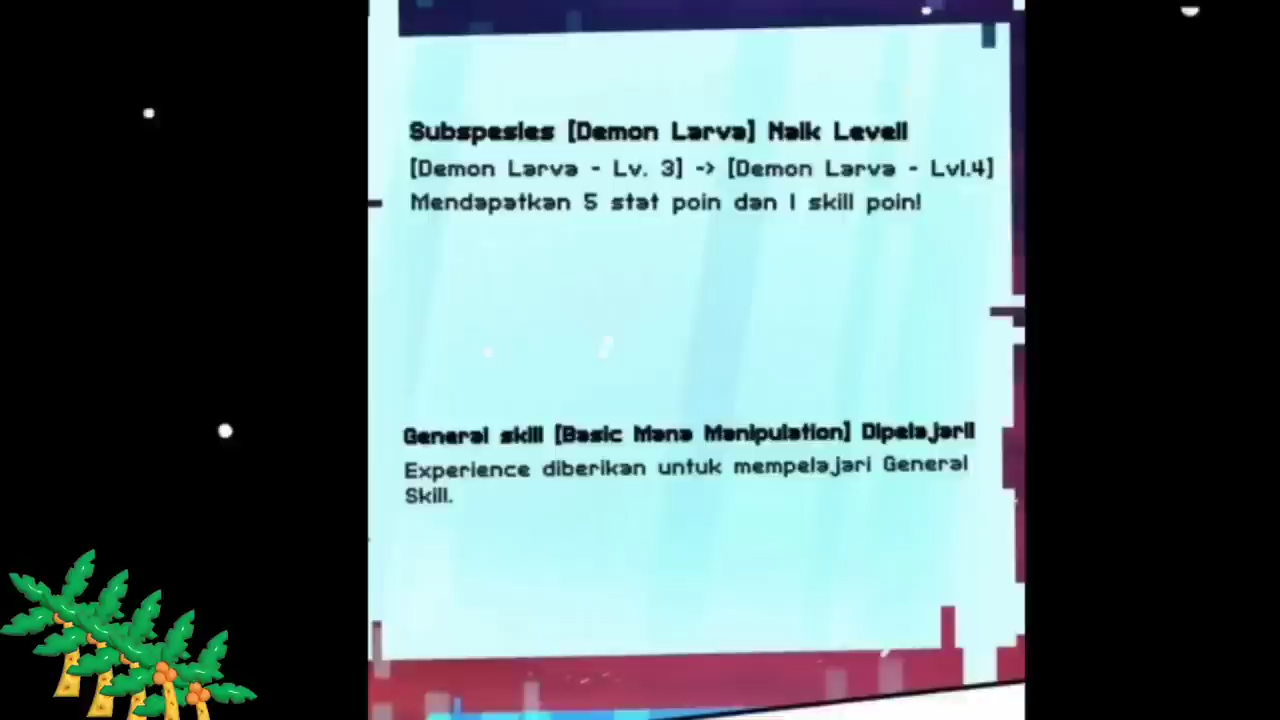 Subspesies [Demon Larva] Naik Level!
[Demon Larva - Lv. 3] -> [Demon Larva - Lvl.4]
Mendapatkan 5 stat poin dan 1 skill poin!
General skill [Basic Mana Manipulation] Dipelajari!
Experience diberikan untuk mempelajari General
Skill.